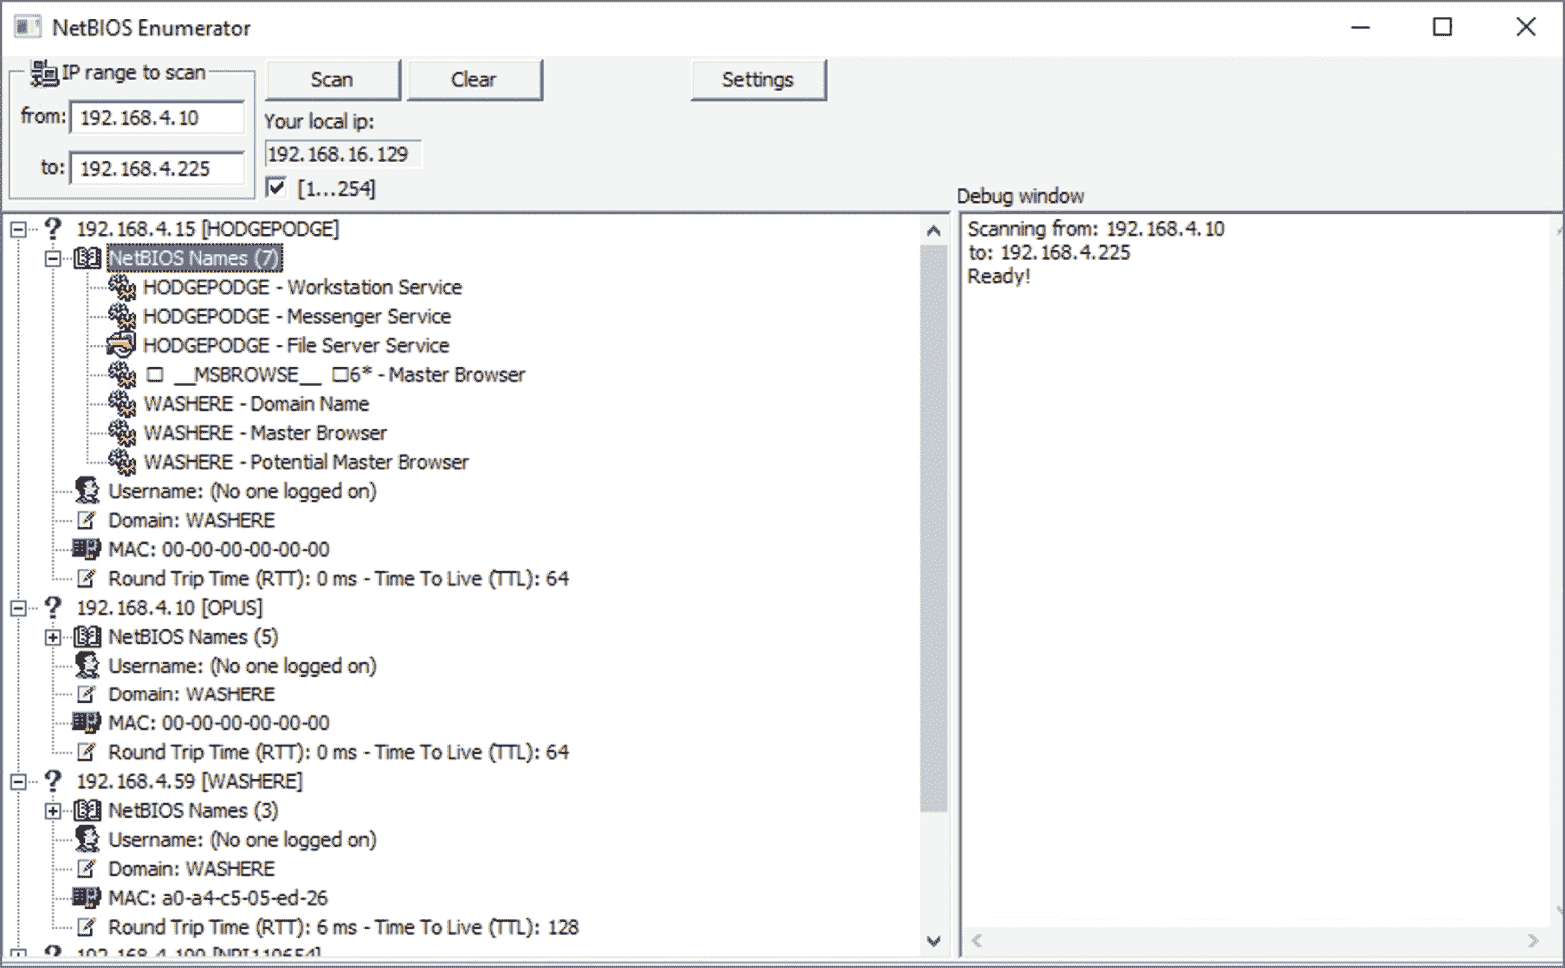 NetBIOS Enumerator
IP range to scan
from: 192.168.4.10
to: 192.168.4.225
Scan
Clear
Settings
Your local ip:
192.168.16.129
[1...254]
Debug window
Scanning from: 192.168.4.10
to: 192.168.4.225
Ready!
192.168.4.15 [HODGEPODGE]
NetBIOS Names (7)
HODGEPODGE - Workstation Service
HODGEPODGE - Messenger Service
HODGEPODGE - File Server Service
□ __MSBROWSE__ □6* - Master Browser
WASHERE - Domain Name
WASHERE - Master Browser
WASHERE - Potential Master Browser
Username: (No one logged on)
Domain: WASHERE
MAC: 00-00-00-00-00-00
Round Trip Time (RTT): 0 ms - Time To Live (TTL): 64
192.168.4.10 [OPUS]
NetBIOS Names (5)
Username: (No one logged on)
Domain: WASHERE
MAC: 00-00-00-00-00-00
Round Trip Time (RTT): 0 ms - Time To Live (TTL): 64
192.168.4.59 [WASHERE]
NetBIOS Names (3)
Username: (No one logged on)
Domain: WASHERE
MAC: a0-a4-c5-05-ed-26
Round Trip Time (RTT): 6 ms - Time To Live (TTL): 128